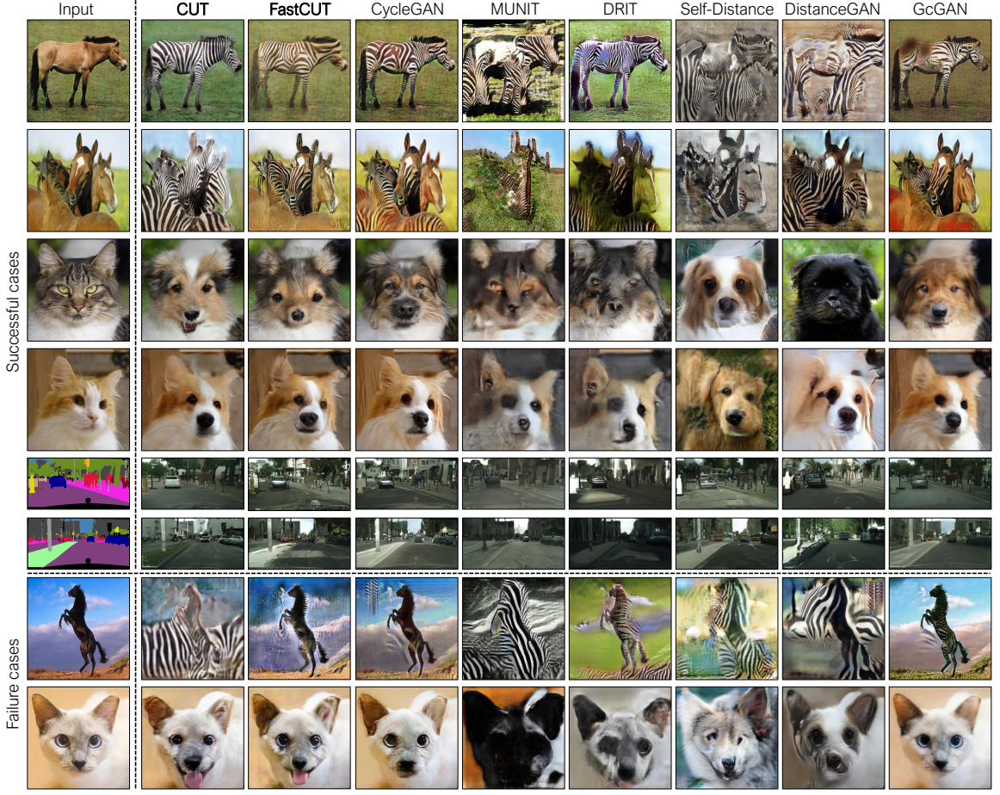 Input CUT FastCUT CycleGAN MUNIT DRIT Self-Distance DistanceGAN GcGAN
Successful cases
Failure cases